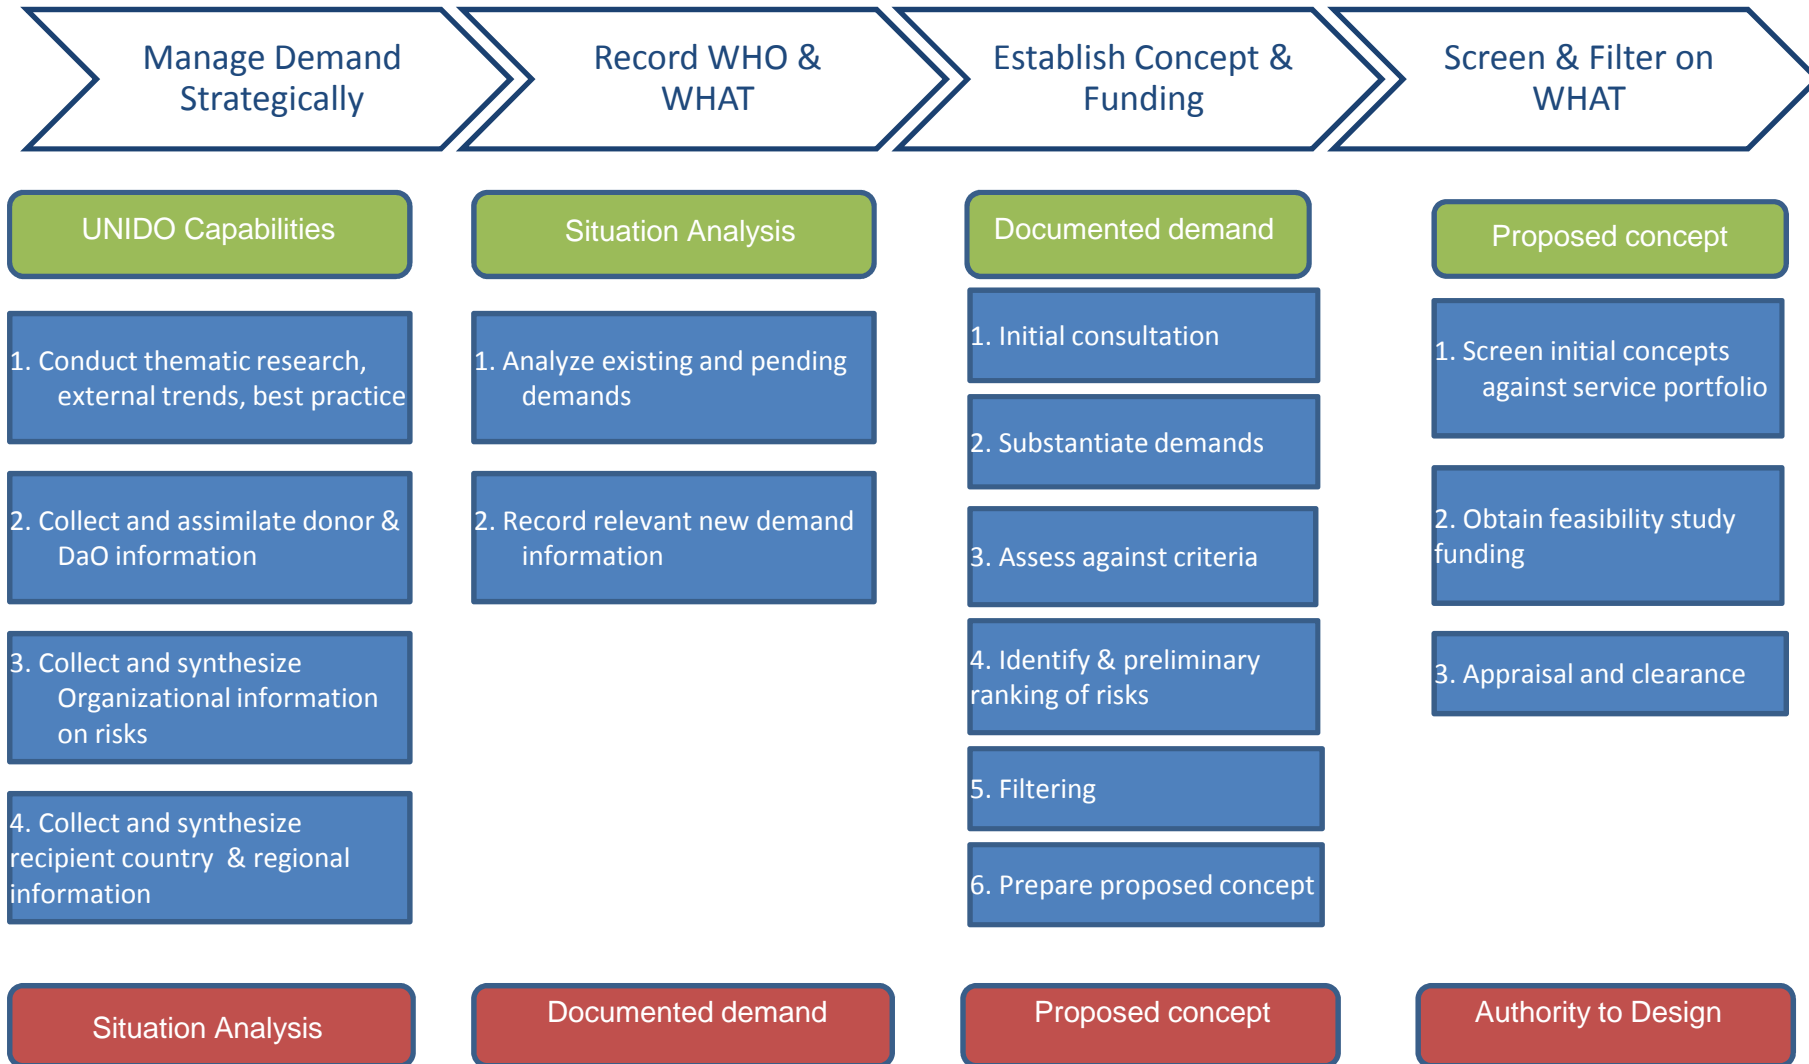 Manage Demand
Strategically
Record WHO &
WHAT
Establish Concept &
Funding
Screen & Filter on
WHAT
UNIDO Capabilities
1. Conduct thematic research,
external trends, best practice
2. Collect and assimilate donor &
DaO information
3. Collect and synthesize
Organizational information
on risks
4. Collect and synthesize
recipient country & regional
information
Situation Analysis
Situation Analysis
1. Analyze existing and pending
demands
2. Record relevant new demand
information
Documented demand
Documented demand
1. Initial consultation
2. Substantiate demands
3. Assess against criteria
4. Identify & preliminary
ranking of risks
5. Filtering
6. Prepare proposed concept
Proposed concept
Proposed concept
1. Screen initial concepts
against service portfolio
2. Obtain feasibility study
funding
3. Appraisal and clearance
Authority to Design